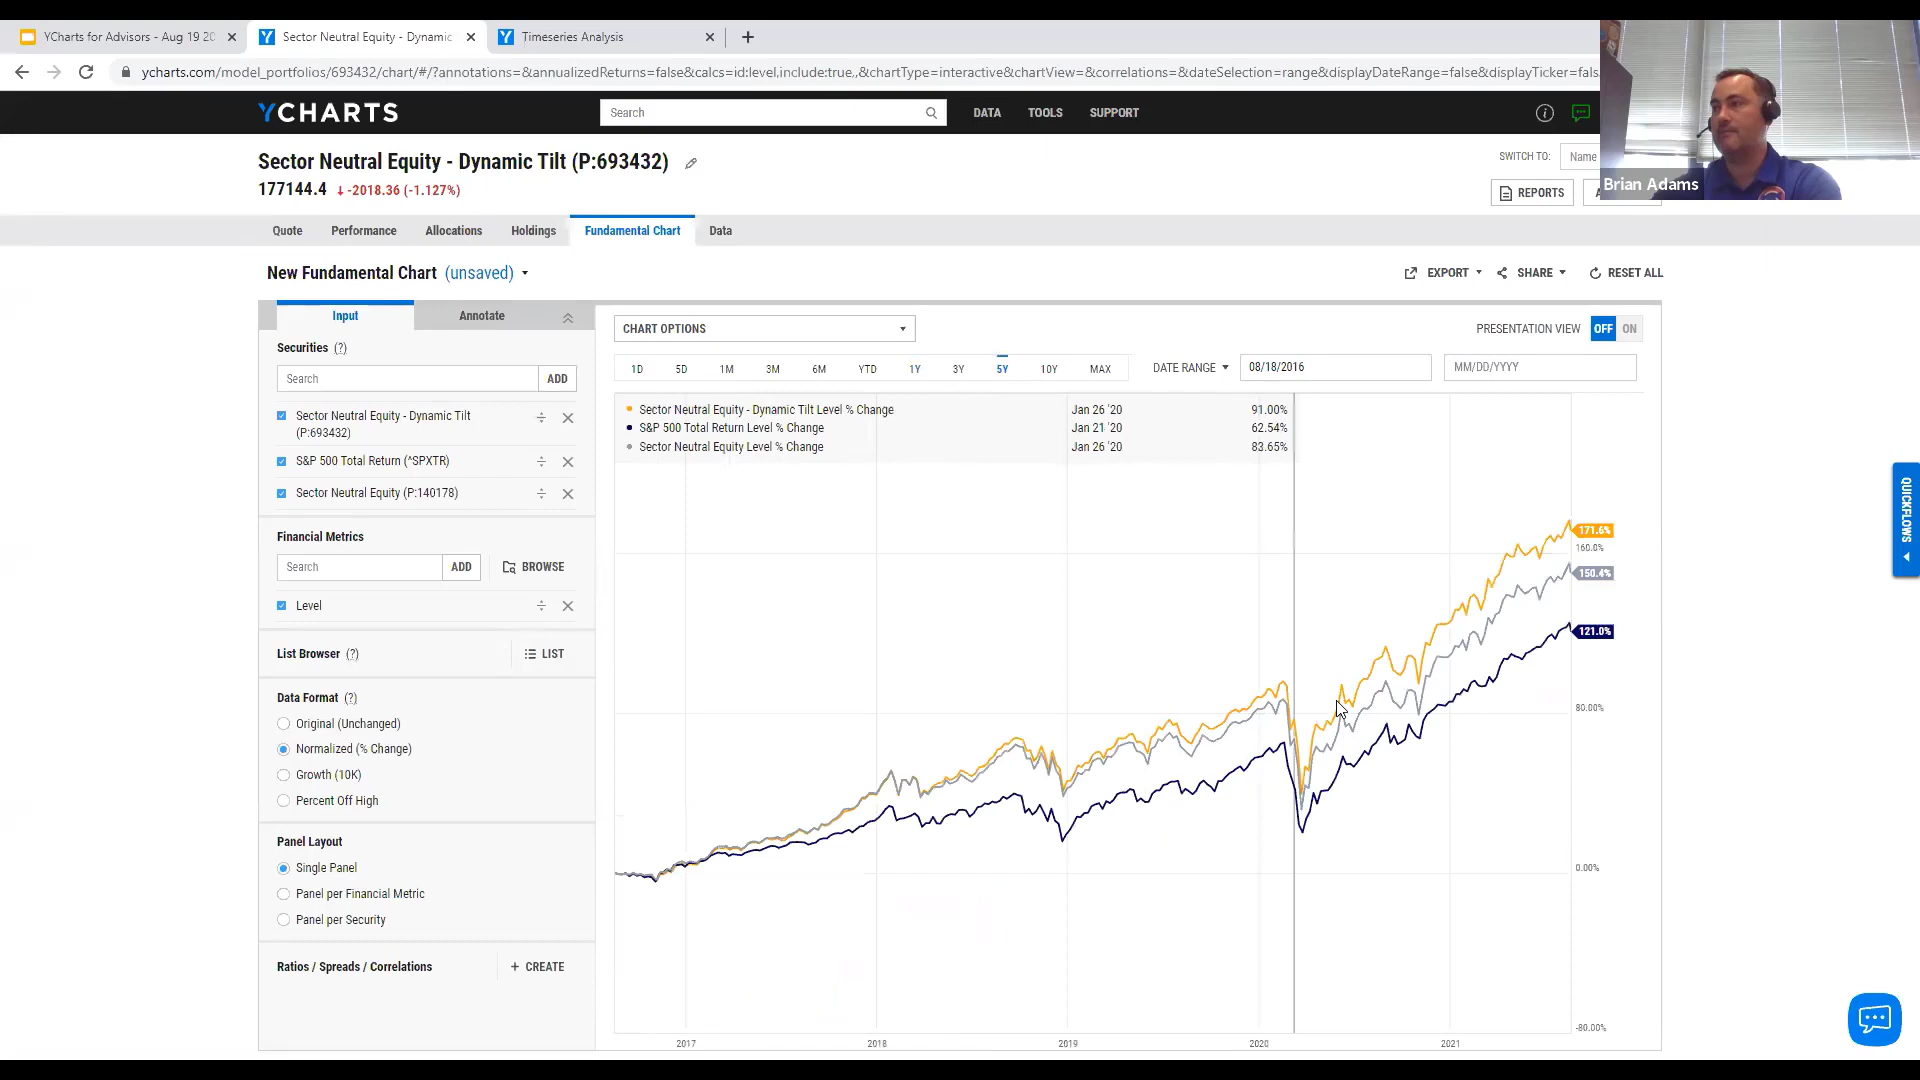 YCharts for Advisors - Aug 19 20
Sector Neutral Equity - Dynamic
Timeseries Analysis
ycharts.com/model_portfolios/693432/chart/#/?annotations=&annualizedReturns=false&calcs=id:level,include:true,,&chartType=interactive&chartView=&correlations=&dateSelection=range&displayDateRange=false&displayTicker=fals
YCHARTS
Search
DATA
TOOLS
SUPPORT
Brian Adams
Sector Neutral Equity - Dynamic Tilt (P:693432)
177144.4 ↓ -2018.36 (-1.127%)
SWITCH TO:
Name
REPORTS
Quote
Performance
Allocations
Holdings
Fundamental Chart
Data
New Fundamental Chart (unsaved)
EXPORT
SHARE
RESET ALL
Input
Annotate
Securities (?)
Search
ADD
Sector Neutral Equity - Dynamic Tilt
(P:693432)
S&P 500 Total Return (^SPXTR)
Sector Neutral Equity (P:140178)
Financial Metrics
Search
ADD
BROWSE
Level
List Browser (?)
LIST
Data Format (?)
Original (Unchanged)
Normalized (% Change)
Growth (10K)
Percent Off High
Panel Layout
Single Panel
Panel per Financial Metric
Panel per Security
Ratios / Spreads / Correlations
+ CREATE
CHART OPTIONS
PRESENTATION VIEW
OFF
ON
1D
5D
1M
3M
6M
YTD
1Y
3Y
5Y
10Y
MAX
DATE RANGE
08/18/2016
MM/DD/YYYY
Sector Neutral Equity - Dynamic Tilt Level % Change Jan 26 '20 91.00%
S&P 500 Total Return Level % Change Jan 21 '20 62.54%
Sector Neutral Equity Level % Change Jan 26 '20 83.65%
171.6%
160.0%
150.4%
121.0%
80.00%
0.00%
-80.00%
2017
2018
2019
2020
2021
QUICKFLOWS